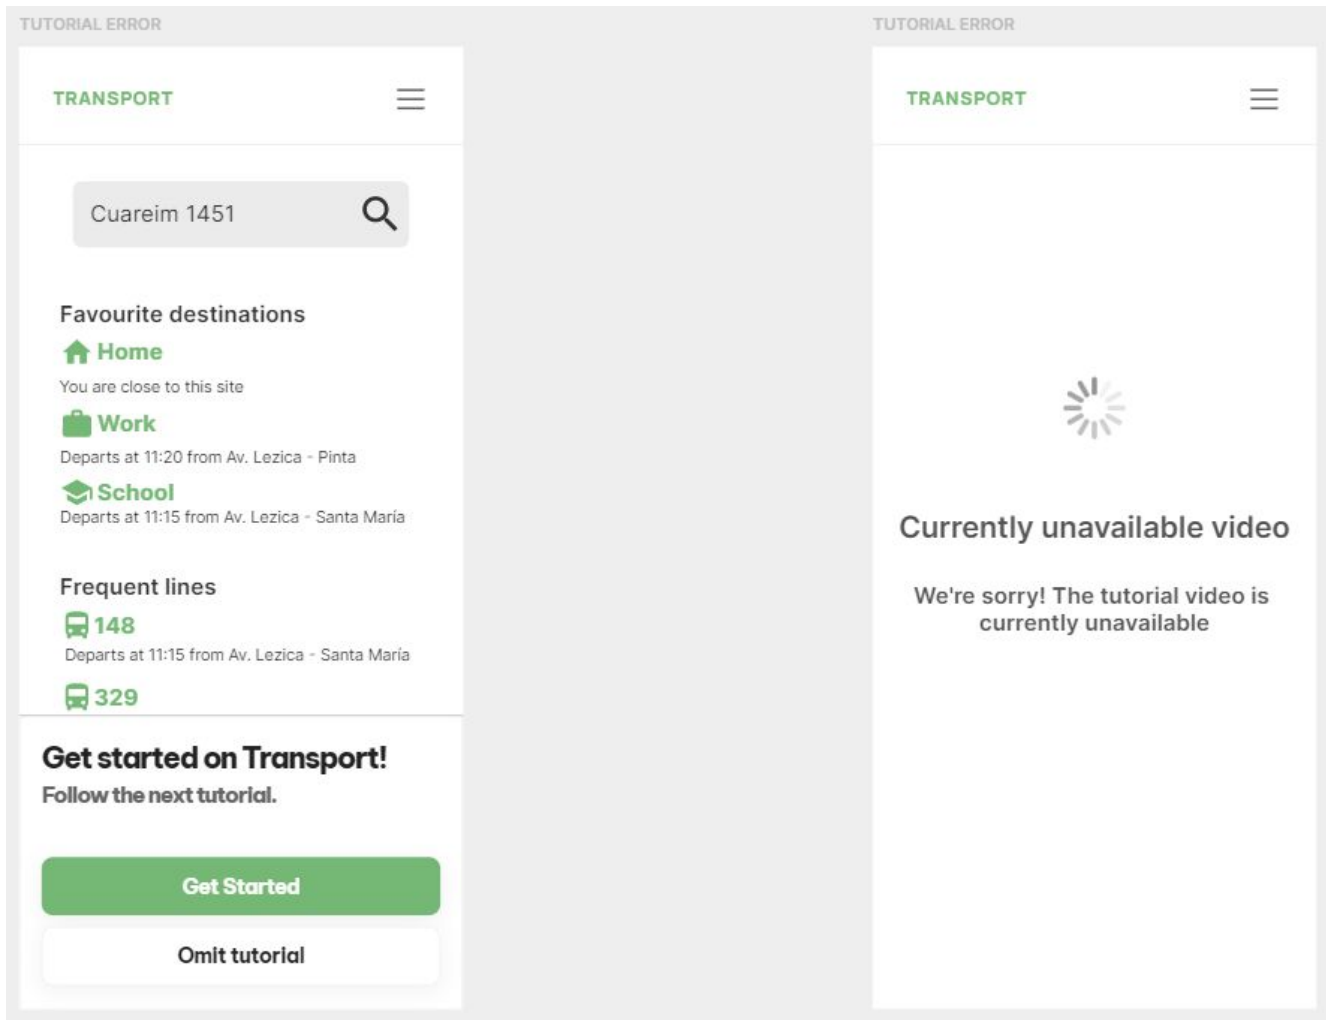 TUTORIAL ERROR
TRANSPORT
Cuareim 1451
Favourite destinations
Home
You are close to this site
Work
Departs at 11:20 from Av. Lezica - Pinta
School
Departs at 11:15 from Av. Lezica - Santa María
Frequent lines
148
Departs at 11:15 from Av. Lezica - Santa María
329
Get started on Transport!
Follow the next tutorial.
Get Started
Omit tutorial
TUTORIAL ERROR
TRANSPORT
Currently unavailable video
We're sorry! The tutorial video is
currently unavailable